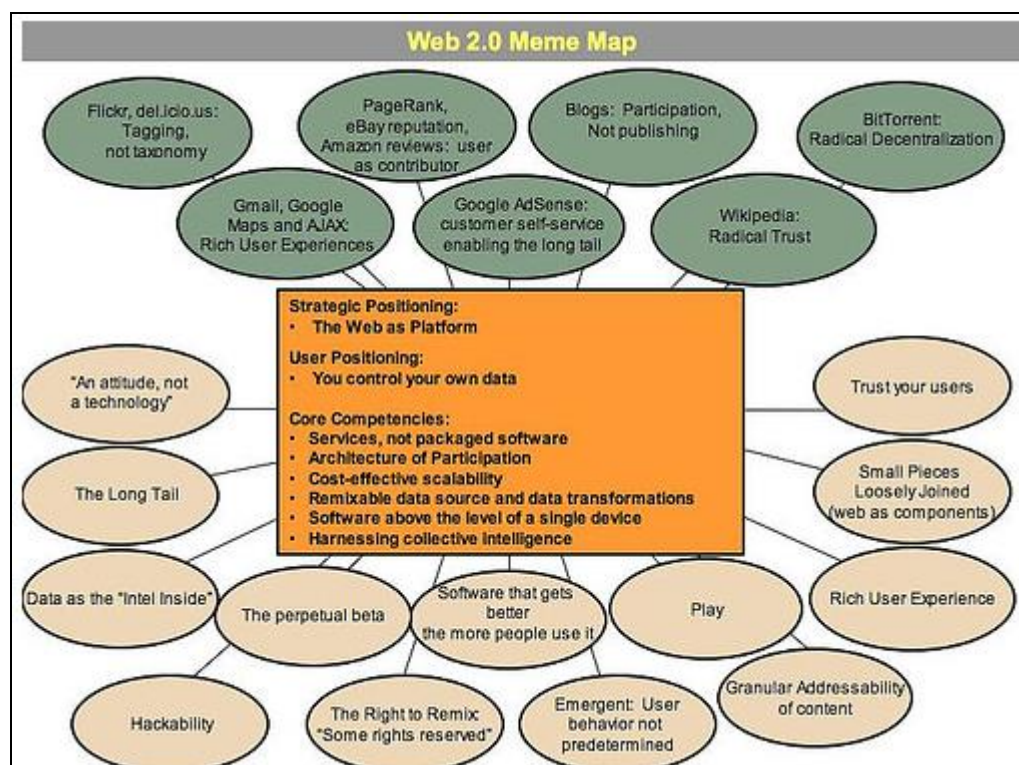 Web 2.0 Meme Map
Flickr, del.icio.us:
Tagging,
not taxonomy
PageRank,
eBay reputation,
Amazon reviews: user
as contributor
Blogs: Participation,
Not publishing
BitTorrent:
Radical Decentralization
Gmail, Google
Maps and AJAX:
Rich User Experiences
Google AdSense:
customer self-service
enabling the long tail
Wikipedia:
Radical Trust
Strategic Positioning:
• The Web as Platform
User Positioning:
• You control your own data
Core Competencies:
• Services, not packaged software
• Architecture of Participation
• Cost-effective scalability
• Remixable data source and data transformations
• Software above the level of a single device
• Harnessing collective intelligence
"An attitude, not
a technology"
Trust your users
The Long Tail
Small Pieces
Loosely Joined
(web as components)
Data as the "Intel Inside"
The perpetual beta
Software that gets
better
the more people use it
Play
Rich User Experience
Hackability
The Right to Remix:
"Some rights reserved"
Emergent: User
behavior not
predetermined
Granular Addressability
of content